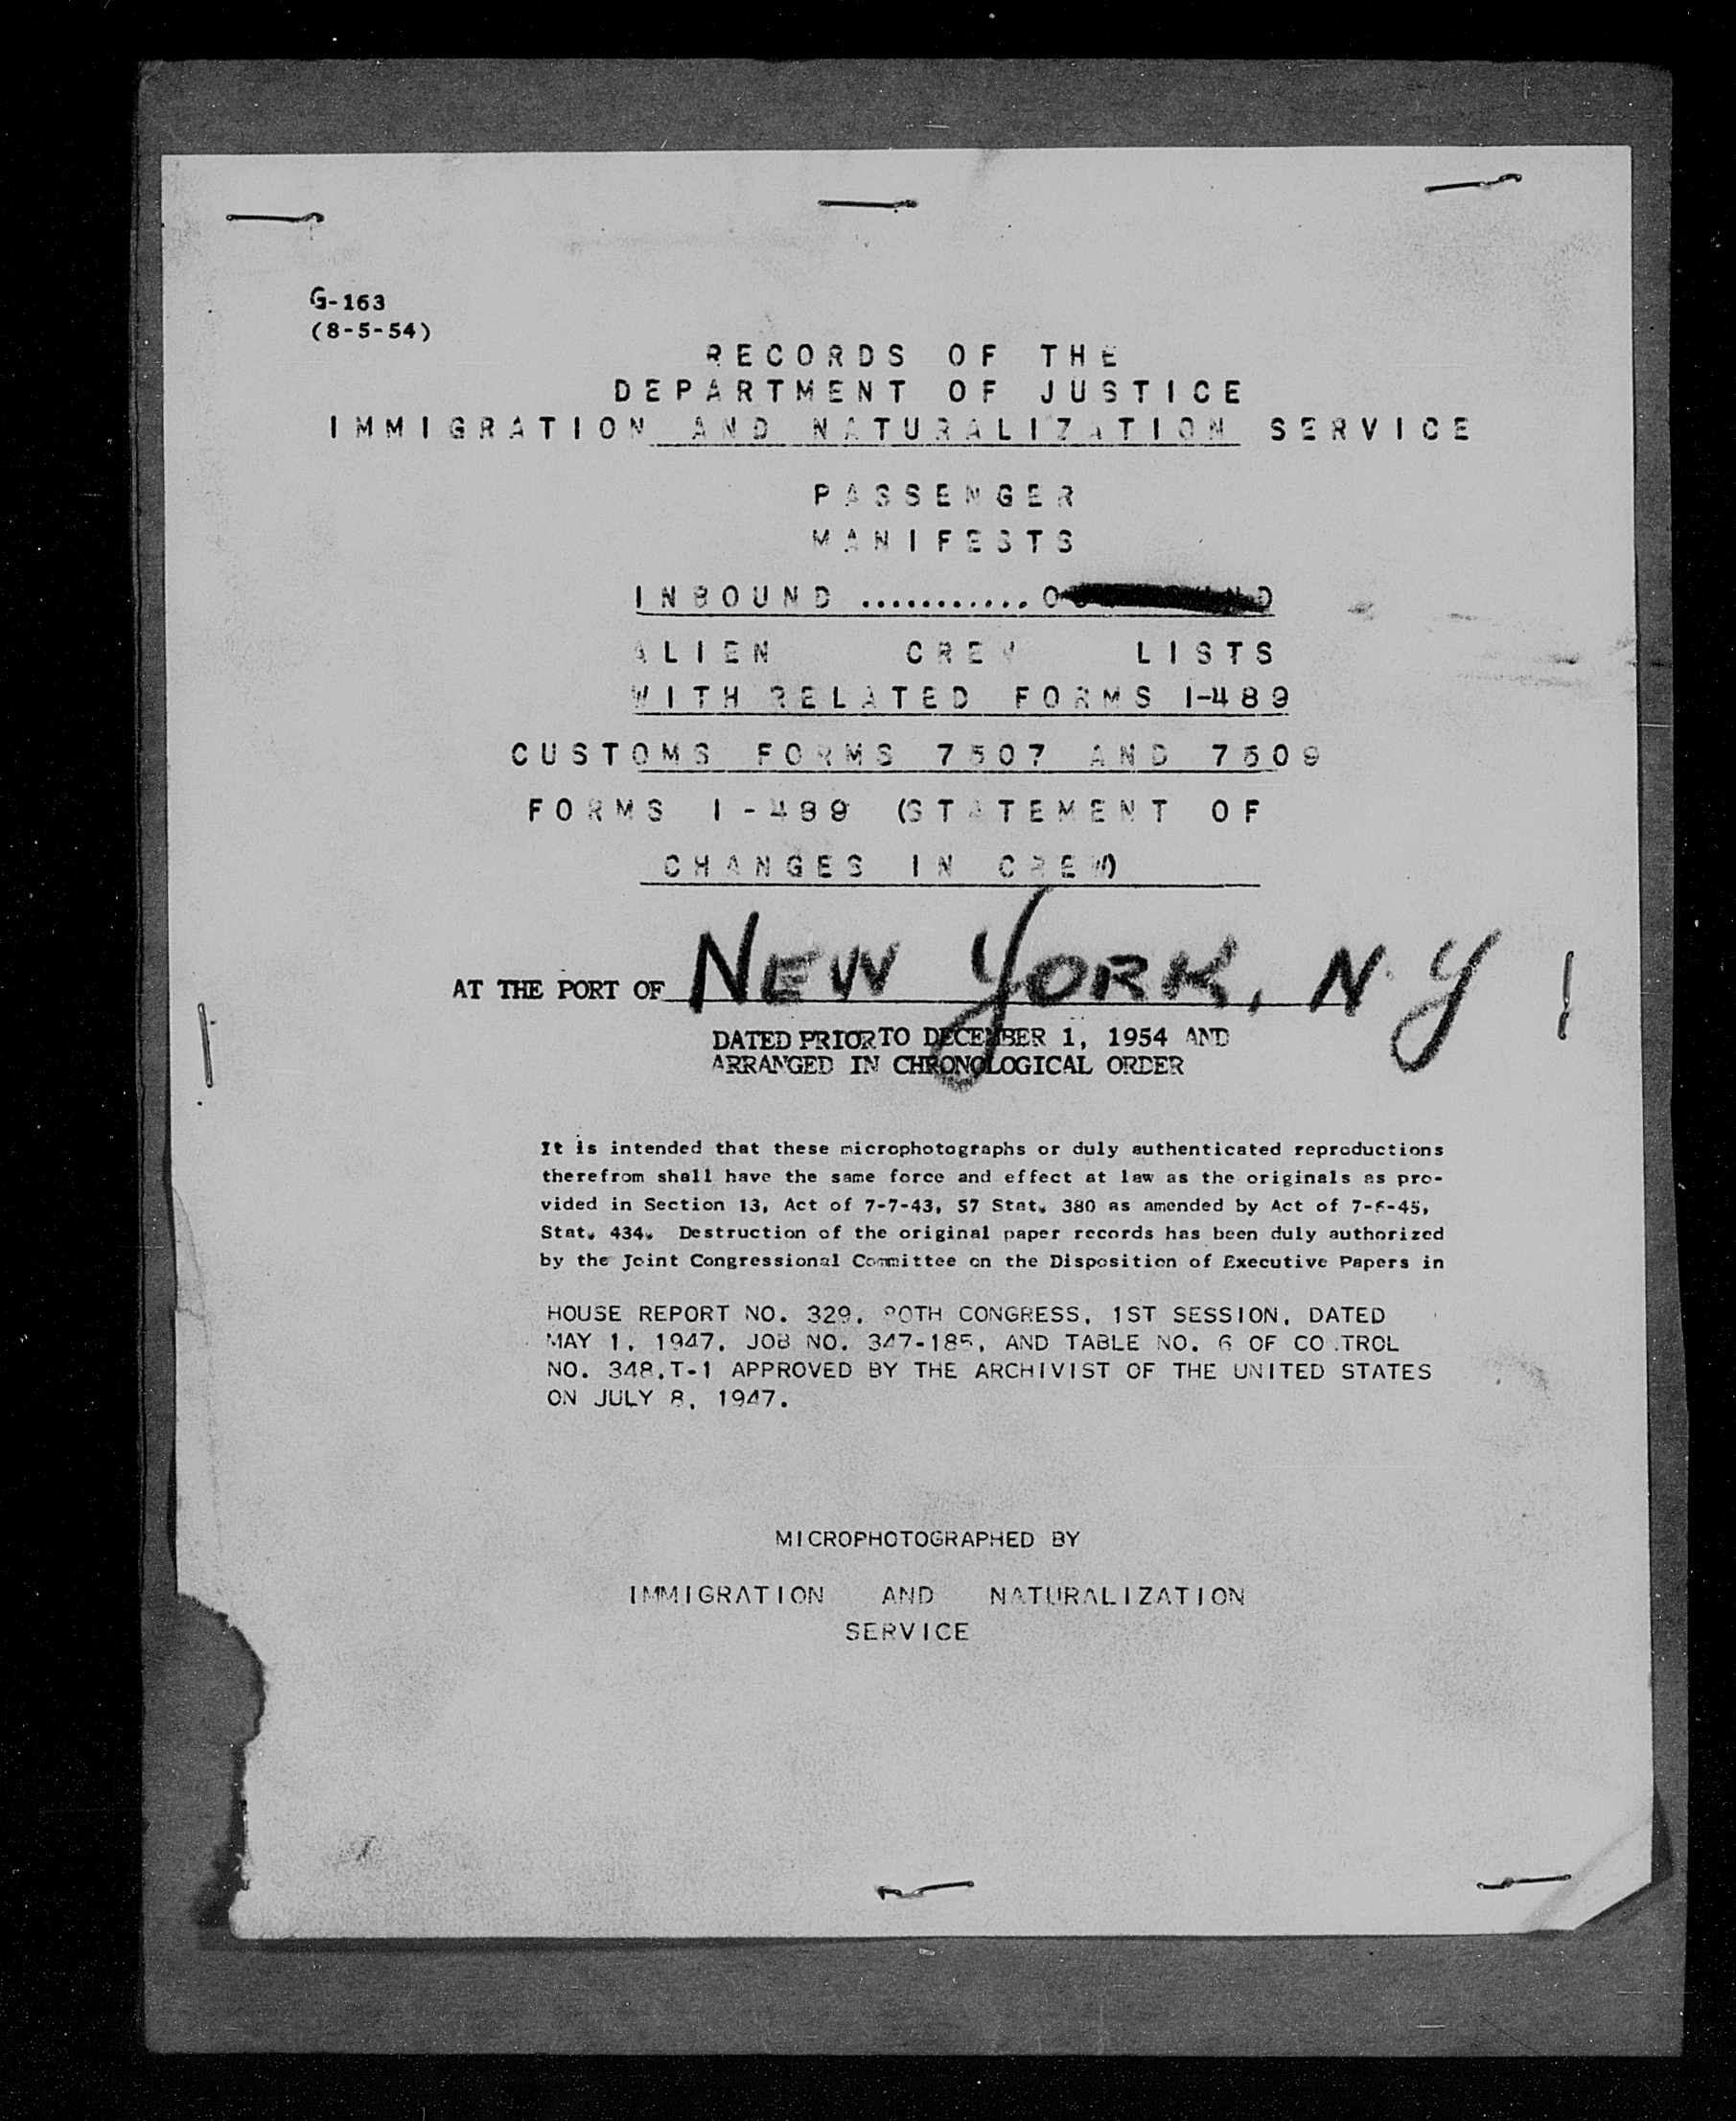 G-163
(8-5-54)
RECORDS OF THE
DEPARTMENT OF JUSTICE
IMMIGRATION AND NATURALIZATION SERVICE
PASSENGER
MANIFESTS
INBOUND ...........
ALIEN CREW LISTS
WITH RELATED FORMS I-489
CUSTOMS FORMS 7507 AND 7509
FORMS I-489 (STATEMENT OF
CHANGES IN CREW)
AT THE PORT OF NEW YORK, N.Y
DATED PRIOR TO DECEMBER 1, 1954 AND
ARRANGED IN CHRONOLOGICAL ORDER
It is intended that these microphotographs or duly authenticated reproductions
therefrom shall have the same force and effect at law as the originals as pro-
vided in Section 13, Act of 7-7-43, 57 Stat. 380 as amended by Act of 7-6-45,
Stat. 434. Destruction of the original paper records has been duly authorized
by the Joint Congressional Committee on the Disposition of Executive Papers in
HOUSE REPORT NO. 329, 80TH CONGRESS, 1ST SESSION, DATED
MAY 1, 1947, JOB NO. 347-185, AND TABLE NO. 6 OF CO.TROL
NO. 348.T-1 APPROVED BY THE ARCHIVIST OF THE UNITED STATES
ON JULY 8, 1947.
MICROPHOTOGRAPHED BY
IMMIGRATION AND NATURALIZATION
SERVICE